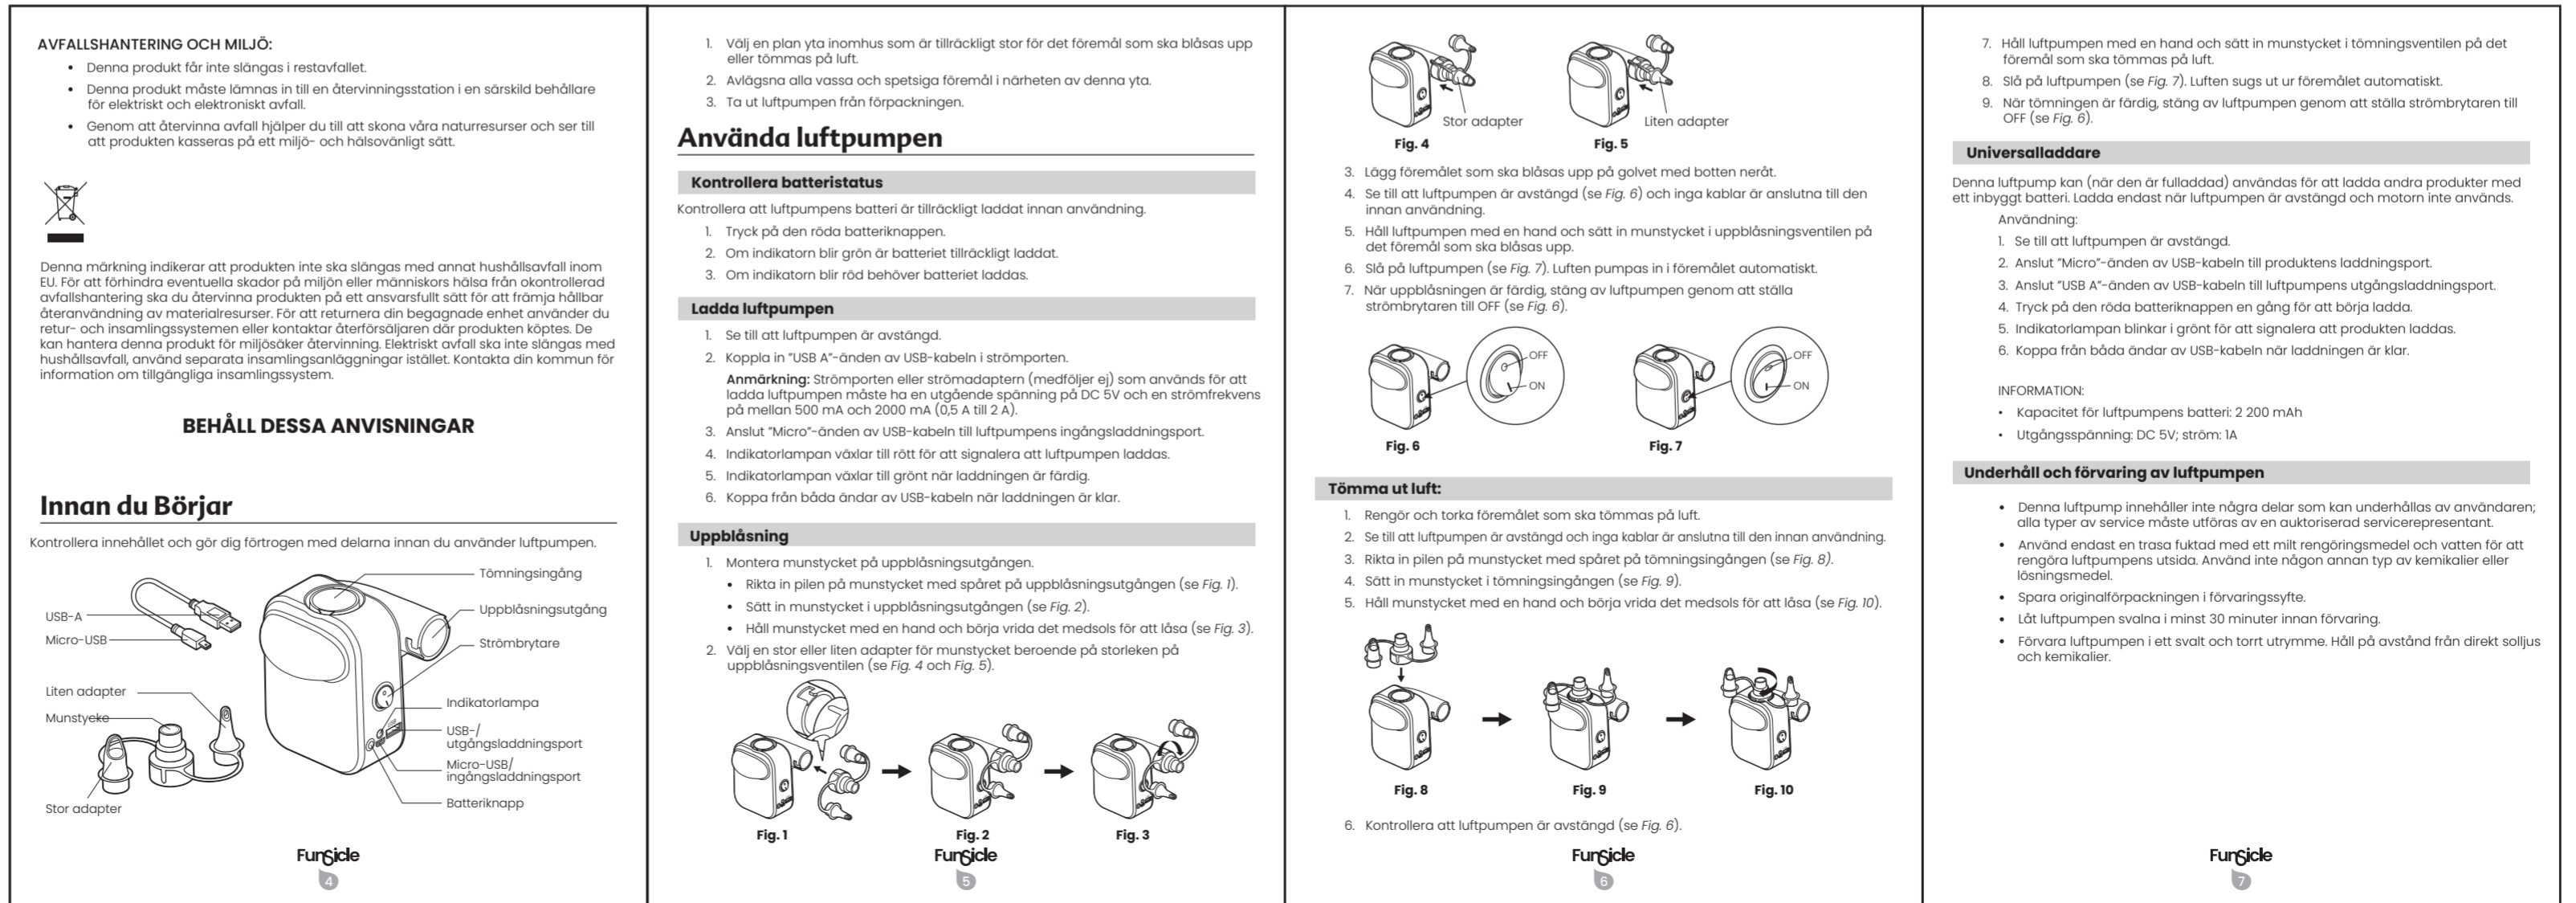 AVFALLSHANTERING OCH MILJÖ:
• Denna produkt får inte slängas i restavfallet.
• Denna produkt måste lämnas in till en återvinningsstation i en särskild behållare
för elektriskt och elektroniskt avfall.
• Genom att återvinna avfall hjälper du till att skona våra naturresurser och ser till
att produkten kasseras på ett miljö- och hälsovänligt sätt.
Denna märkning indikerar att produkten inte ska slängas med annat hushållsavfall inom
EU. För att förhindra eventuella skador på miljön eller människors hälsa från okontrollerad
avfallshantering ska du återvinna produkten på ett ansvarsfullt sätt för att främja hållbar
återanvändning av materialresurser. För att returnera din begagnade enhet använder du
retur- och insamlingssystemen eller kontaktar återförsäljaren där produkten köptes. De
kan hantera denna produkt för miljösäker återvinning. Elektriskt avfall ska inte slängas med
hushållsavfall, använd separata insamlingsanläggningar istället. Kontakta din kommun för
information om tillgängliga insamlingssystem.
BEHÅLL DESSA ANVISNINGAR
Innan du Börjar
Kontrollera innehållet och gör dig förtrogen med delarna innan du använder luftpumpen.
USB-A
Micro-USB
Liten adapter
Munstycke
Stor adapter
Tömningsingång
Uppblåsningsutgång
Strömbrytare
Indikatorlampa
USB-/
utgångsladdningsport
Micro-USB/
ingångsladdningsport
Batteriknapp
Funsicle
4
1. Välj en plan yta inomhus som är tillräckligt stor för det föremål som ska blåsas upp
eller tömmas på luft.
2. Avlägsna alla vassa och spetsiga föremål i närheten av denna yta.
3. Ta ut luftpumpen från förpackningen.
Använda luftpumpen
Kontrollera batteristatus
Kontrollera att luftpumpens batteri är tillräckligt laddat innan användning.
1. Tryck på den röda batteriknappen.
2. Om indikatorn blir grön är batteriet tillräckligt laddat.
3. Om indikatorn blir röd behöver batteriet laddas.
Ladda luftpumpen
1. Se till att luftpumpen är avstängd.
2. Koppla in "USB A"-änden av USB-kabeln i strömporten.
Anmärkning: Strömporten eller strömadaptern (medföljer ej) som används för att
ladda luftpumpen måste ha en utgående spänning på DC 5V och en strömfrekvens
på mellan 500 mA och 2000 mA (0,5 A till 2 A).
3. Anslut "Micro"-änden av USB-kabeln till luftpumpens ingångsladdningsport.
4. Indikatorlampan växlar till rött för att signalera att luftpumpen laddas.
5. Indikatorlampan växlar till grönt när laddningen är färdig.
6. Koppa från båda ändar av USB-kabeln när laddningen är klar.
Uppblåsning
1. Montera munstycket på uppblåsningsutgången.
• Rikta in pilen på munstycket med spåret på uppblåsningsutgången (se Fig. 1).
• Sätt in munstycket i uppblåsningsutgången (se Fig. 2).
• Håll munstycket med en hand och börja vrida det medsols för att låsa (se Fig. 3).
2. Välj en stor eller liten adapter för munstycket beroende på storleken på
uppblåsningsventilen (se Fig. 4 och Fig. 5).
Fig. 1
Fig. 2
Fig. 3
Funsicle
5
Stor adapter
Liten adapter
Fig. 4
Fig. 5
3. Lägg föremålet som ska blåsas upp på golvet med botten neråt.
4. Se till att luftpumpen är avstängd (se Fig. 6) och inga kablar är anslutna till den
innan användning.
5. Håll luftpumpen med en hand och sätt in munstycket i uppblåsningsventilen på
det föremål som ska blåsas upp.
6. Slå på luftpumpen (se Fig. 7). Luften pumpas in i föremålet automatiskt.
7. När uppblåsningen är färdig, stäng av luftpumpen genom att ställa
strömbrytaren till OFF (se Fig. 6).
OFF
ON
OFF
ON
Fig. 6
Fig. 7
Tömma ut luft:
1. Rengör och torka föremålet som ska tömmas på luft.
2. Se till att luftpumpen är avstängd och inga kablar är anslutna till den innan användning.
3. Rikta in pilen på munstycket med spåret på tömningsingången (se Fig. 8).
4. Sätt in munstycket i tömningsingången (se Fig. 9).
5. Håll munstycket med en hand och börja vrida det medsols för att låsa (se Fig. 10).
Fig. 8
Fig. 9
Fig. 10
6. Kontrollera att luftpumpen är avstängd (se Fig. 6).
Funsicle
6
7. Håll luftpumpen med en hand och sätt in munstycket i tömningsventilen på det
föremål som ska tömmas på luft.
8. Slå på luftpumpen (se Fig. 7). Luften sugs ut ur föremålet automatiskt.
9. När tömningen är färdig, stäng av luftpumpen genom att ställa strömbrytaren till
OFF (se Fig. 6).
Universalladdare
Denna luftpump kan (när den är fulladdad) användas för att ladda andra produkter med
ett inbyggt batteri. Ladda endast när luftpumpen är avstängd och motorn inte används.
Användning:
1. Se till att luftpumpen är avstängd.
2. Anslut "Micro"-änden av USB-kabeln till produktens laddningsport.
3. Anslut "USB A"-änden av USB-kabeln till luftpumpens utgångsladdningsport.
4. Tryck på den röda batteriknappen en gång för att börja ladda.
5. Indikatorlampan blinkar i grönt för att signalera att produkten laddas.
6. Koppa från båda ändar av USB-kabeln när laddningen är klar.
INFORMATION:
• Kapacitet för luftpumpens batteri: 2 200 mAh
• Utgångsspänning: DC 5V; ström: 1A
Underhåll och förvaring av luftpumpen
• Denna luftpump innehåller inte några delar som kan underhållas av användaren;
alla typer av service måste utföras av en auktoriserad servicerepresentant.
• Använd endast en trasa fuktad med ett milt rengöringsmedel och vatten för att
rengöra luftpumpens utsida. Använd inte någon annan typ av kemikalier eller
lösningsmedel.
• Spara originalförpackningen i förvaringssyfte.
• Låt luftpumpen svalna i minst 30 minuter innan förvaring.
• Förvara luftpumpen i ett svalt och torrt utrymme. Håll på avstånd från direkt solljus
och kemikalier.
Funsicle
7